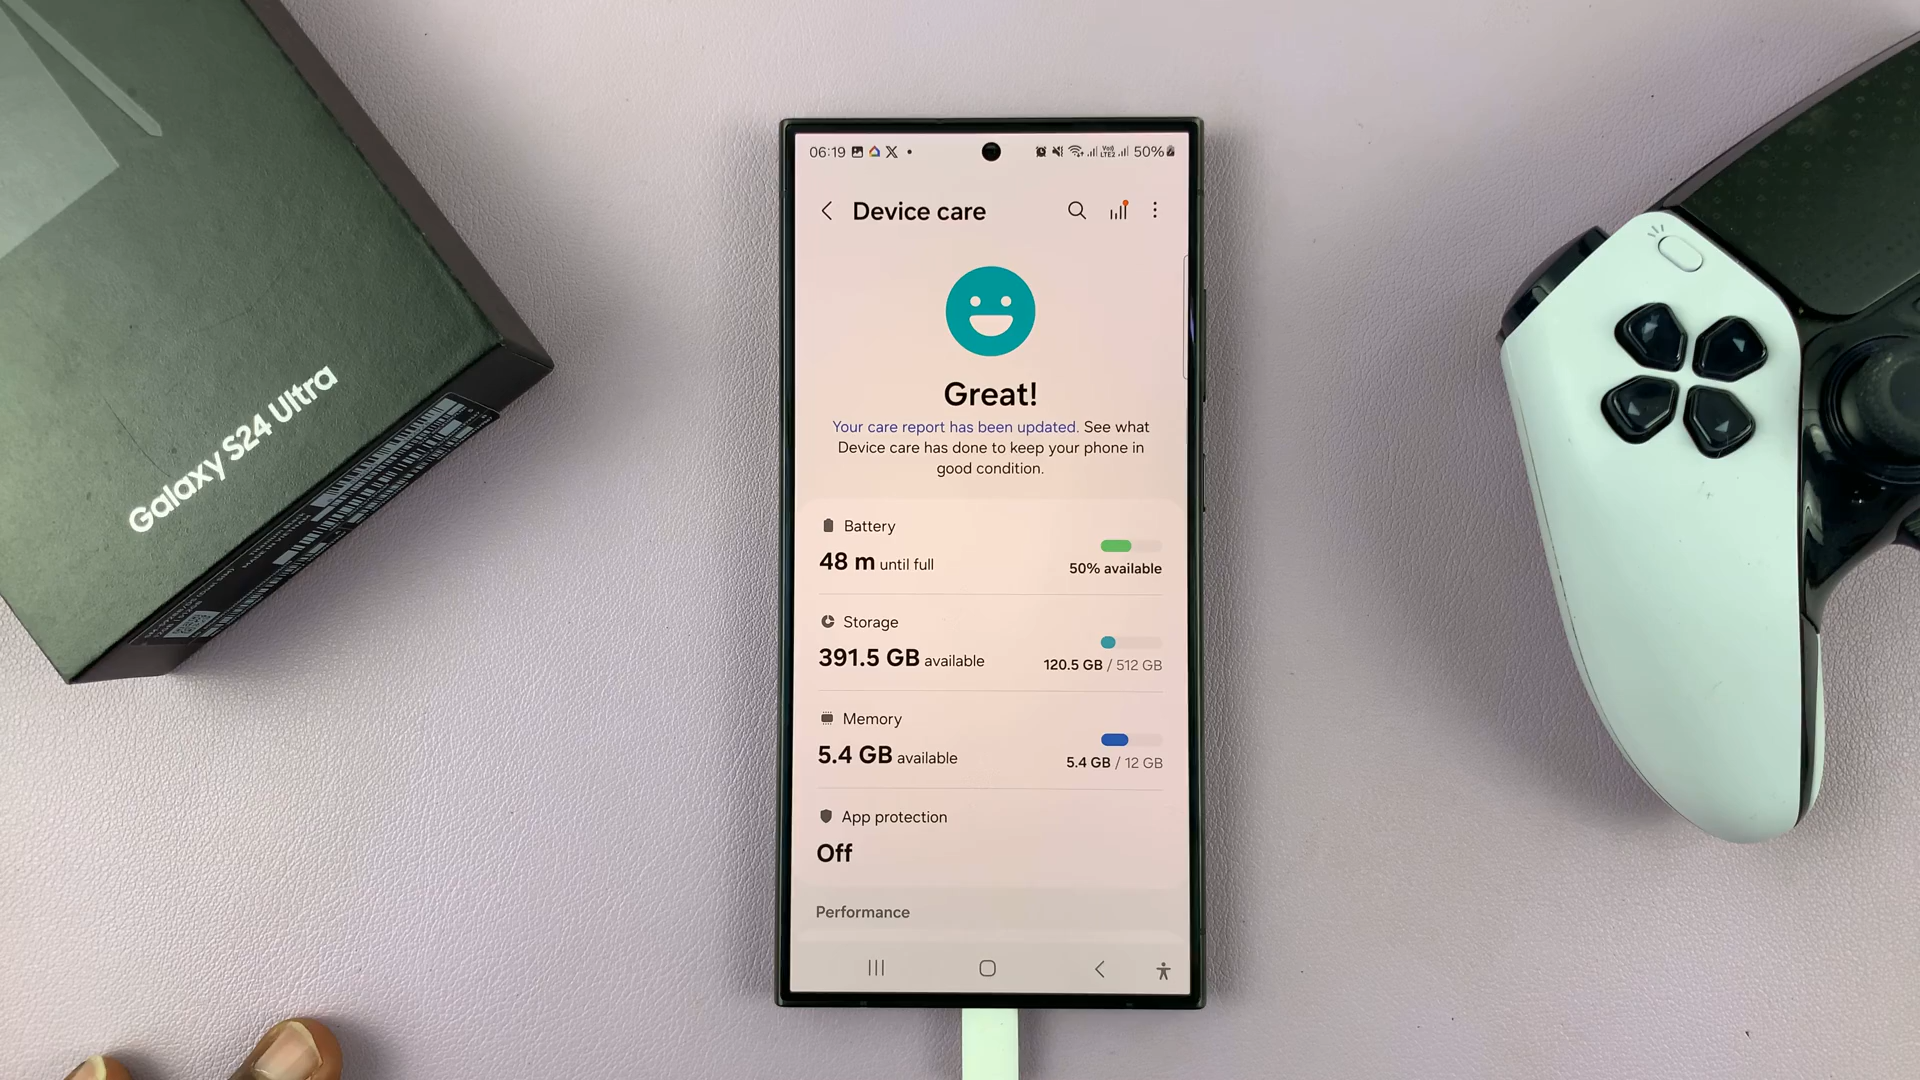 Galaxy S24 Ultra
06:19
50%
Device care
Great!
Your care report has been updated. See what
Device care has done to keep your phone in
good condition.
Battery
48 m until full
50% available
Storage
391.5 GB available
120.5 GB / 512 GB
Memory
5.4 GB available
5.4 GB / 12 GB
App protection
Off
Performance